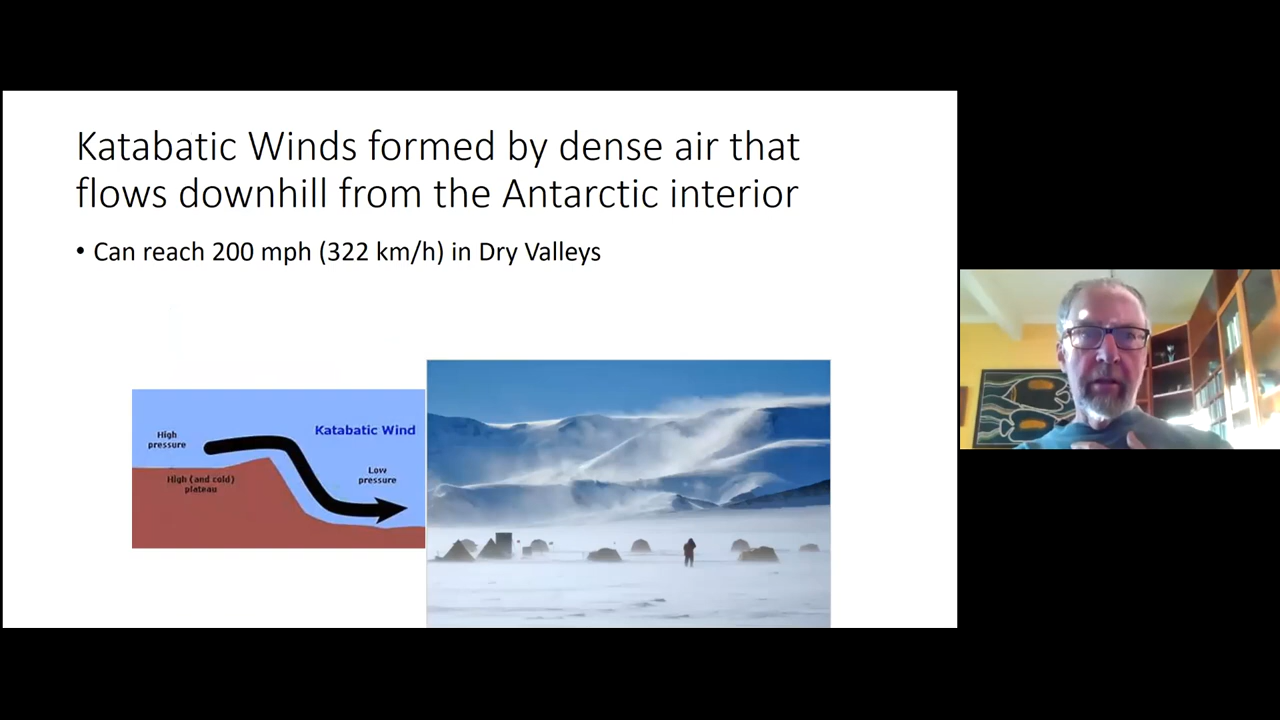 Katabatic Winds formed by dense air that
flows downhill from the Antarctic interior
• Can reach 200 mph (322 km/h) in Dry Valleys
High
pressure
Katabatic Wind
High (and cold)
plateau
Low
pressure